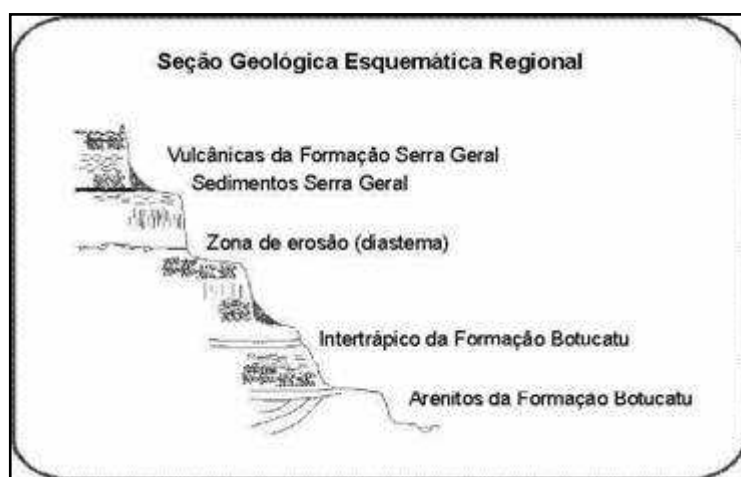 Seção Geológica Esquemática Regional
Vulcânicas da Formação Serra Geral
Sedimentos Serra Geral
Zona de erosão (diastema)
Intertrápico da Formação Botucatu
Arenitos da Formação Botucatu